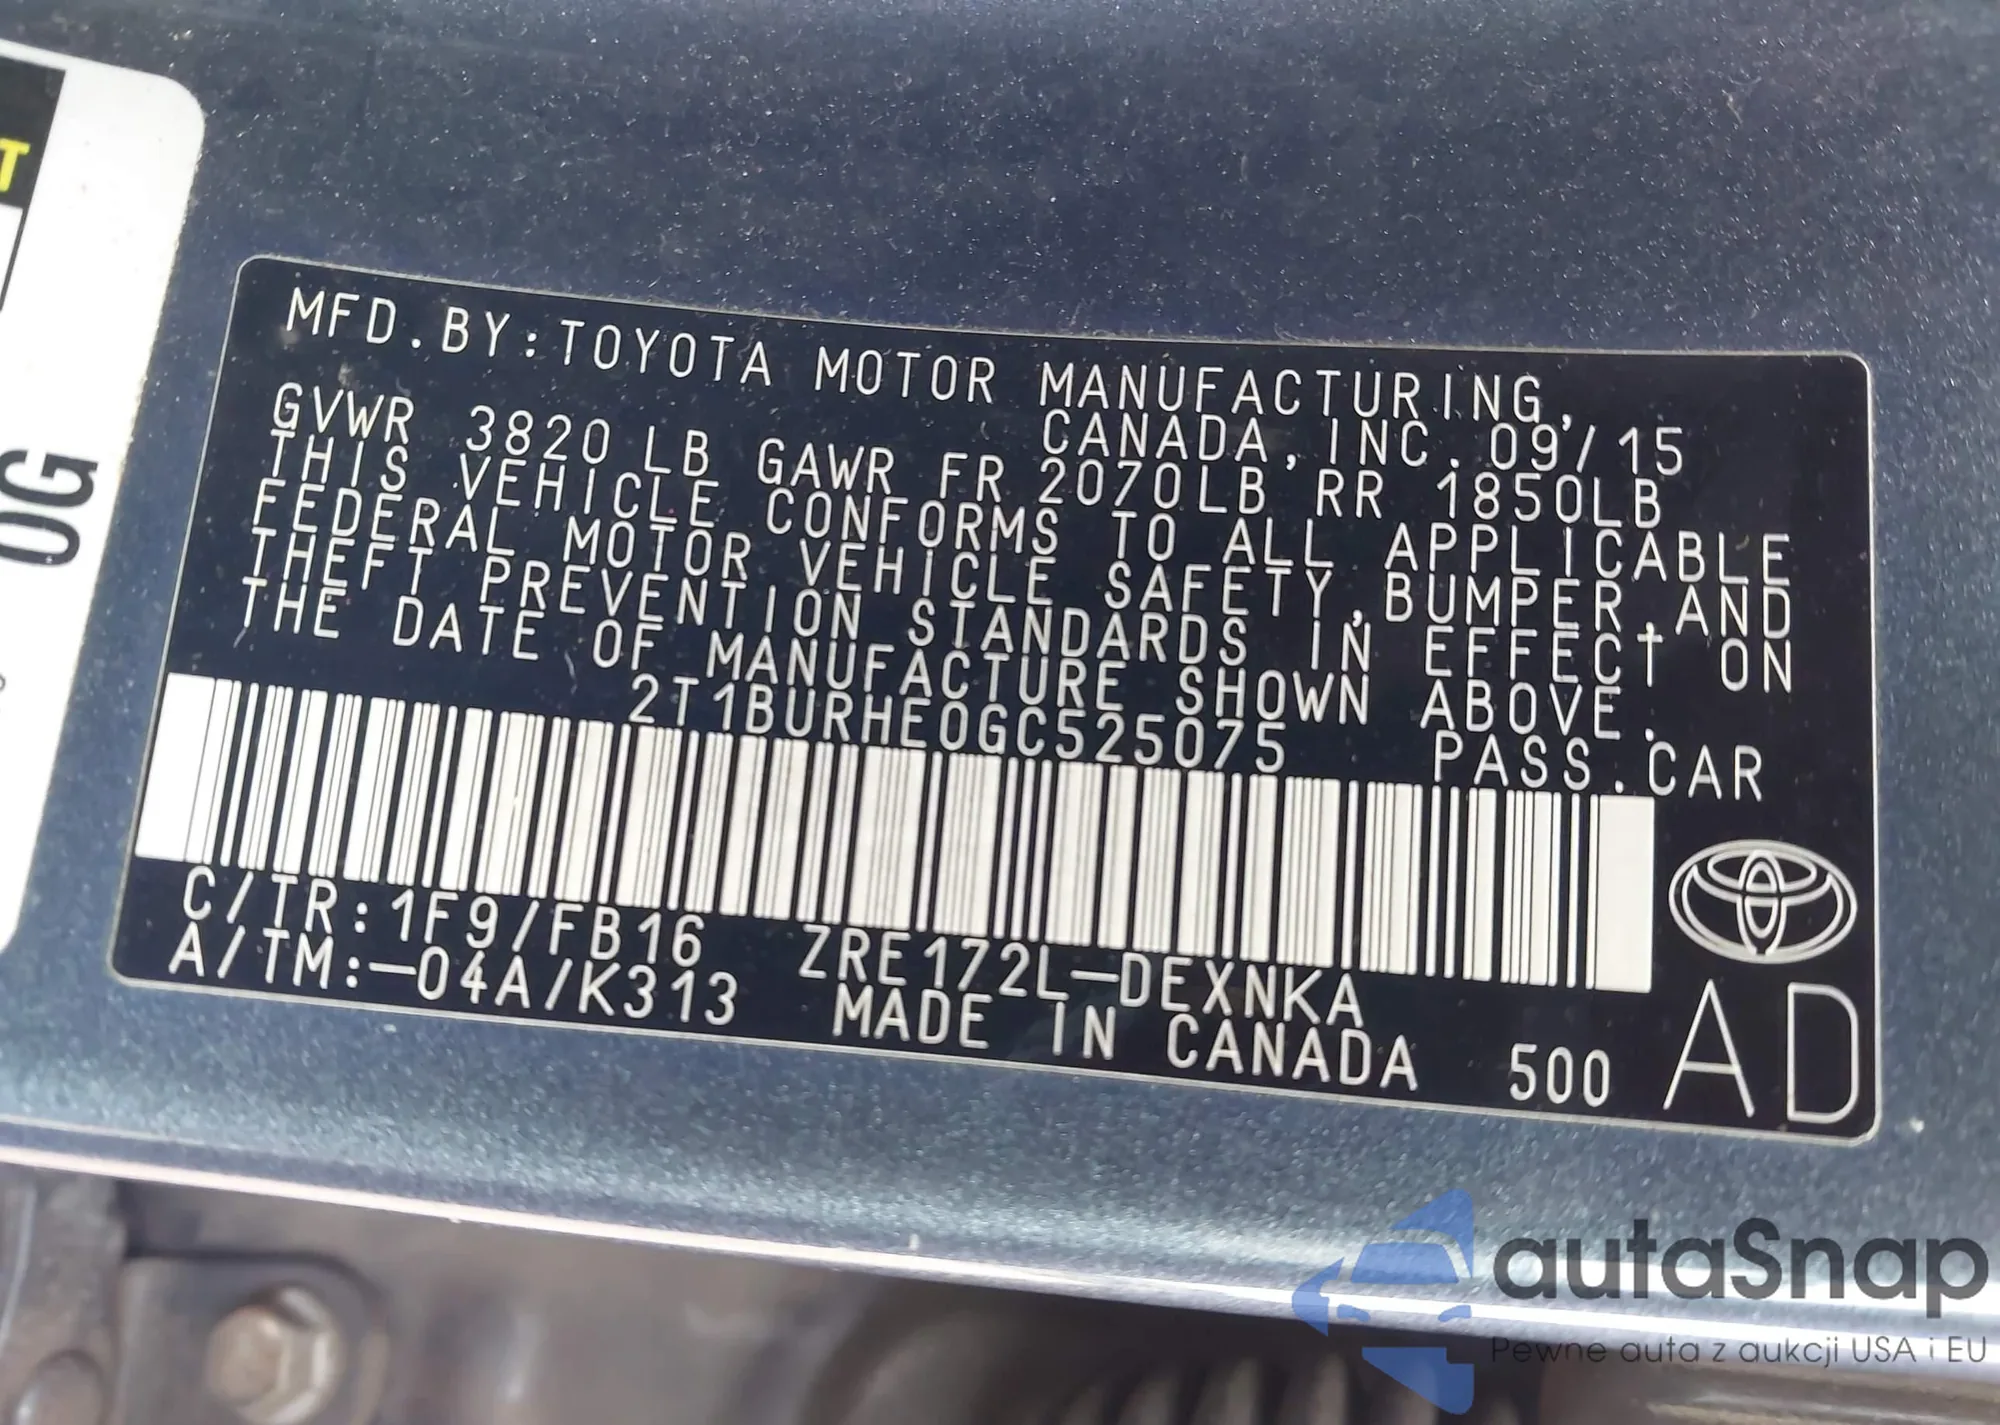 T
0G
MFD.BY:TOYOTA MOTOR MANUFACTURING,
CANADA, INC. 09/15
GVWR 3820 LB GAWR FR 2070LB RR 1850LB
THIS VEHICLE CONFORMS TO ALL APPLICABLE
FEDERAL MOTOR VEHICLE SAFETY, BUMPER, AND
THEFT PREVENTION STANDARDS IN EFFECT ON
THE DATE OF MANUFACTURE SHOWN ABOVE.
2T1BURHE0GC525075 PASS.CAR
C/TR:1F9/FB16 ZRE172L-DEXNKA
A/TM:-04A/K313 MADE IN CANADA 500 AD
autaSnap
Pewne auta z aukcji USA i EU